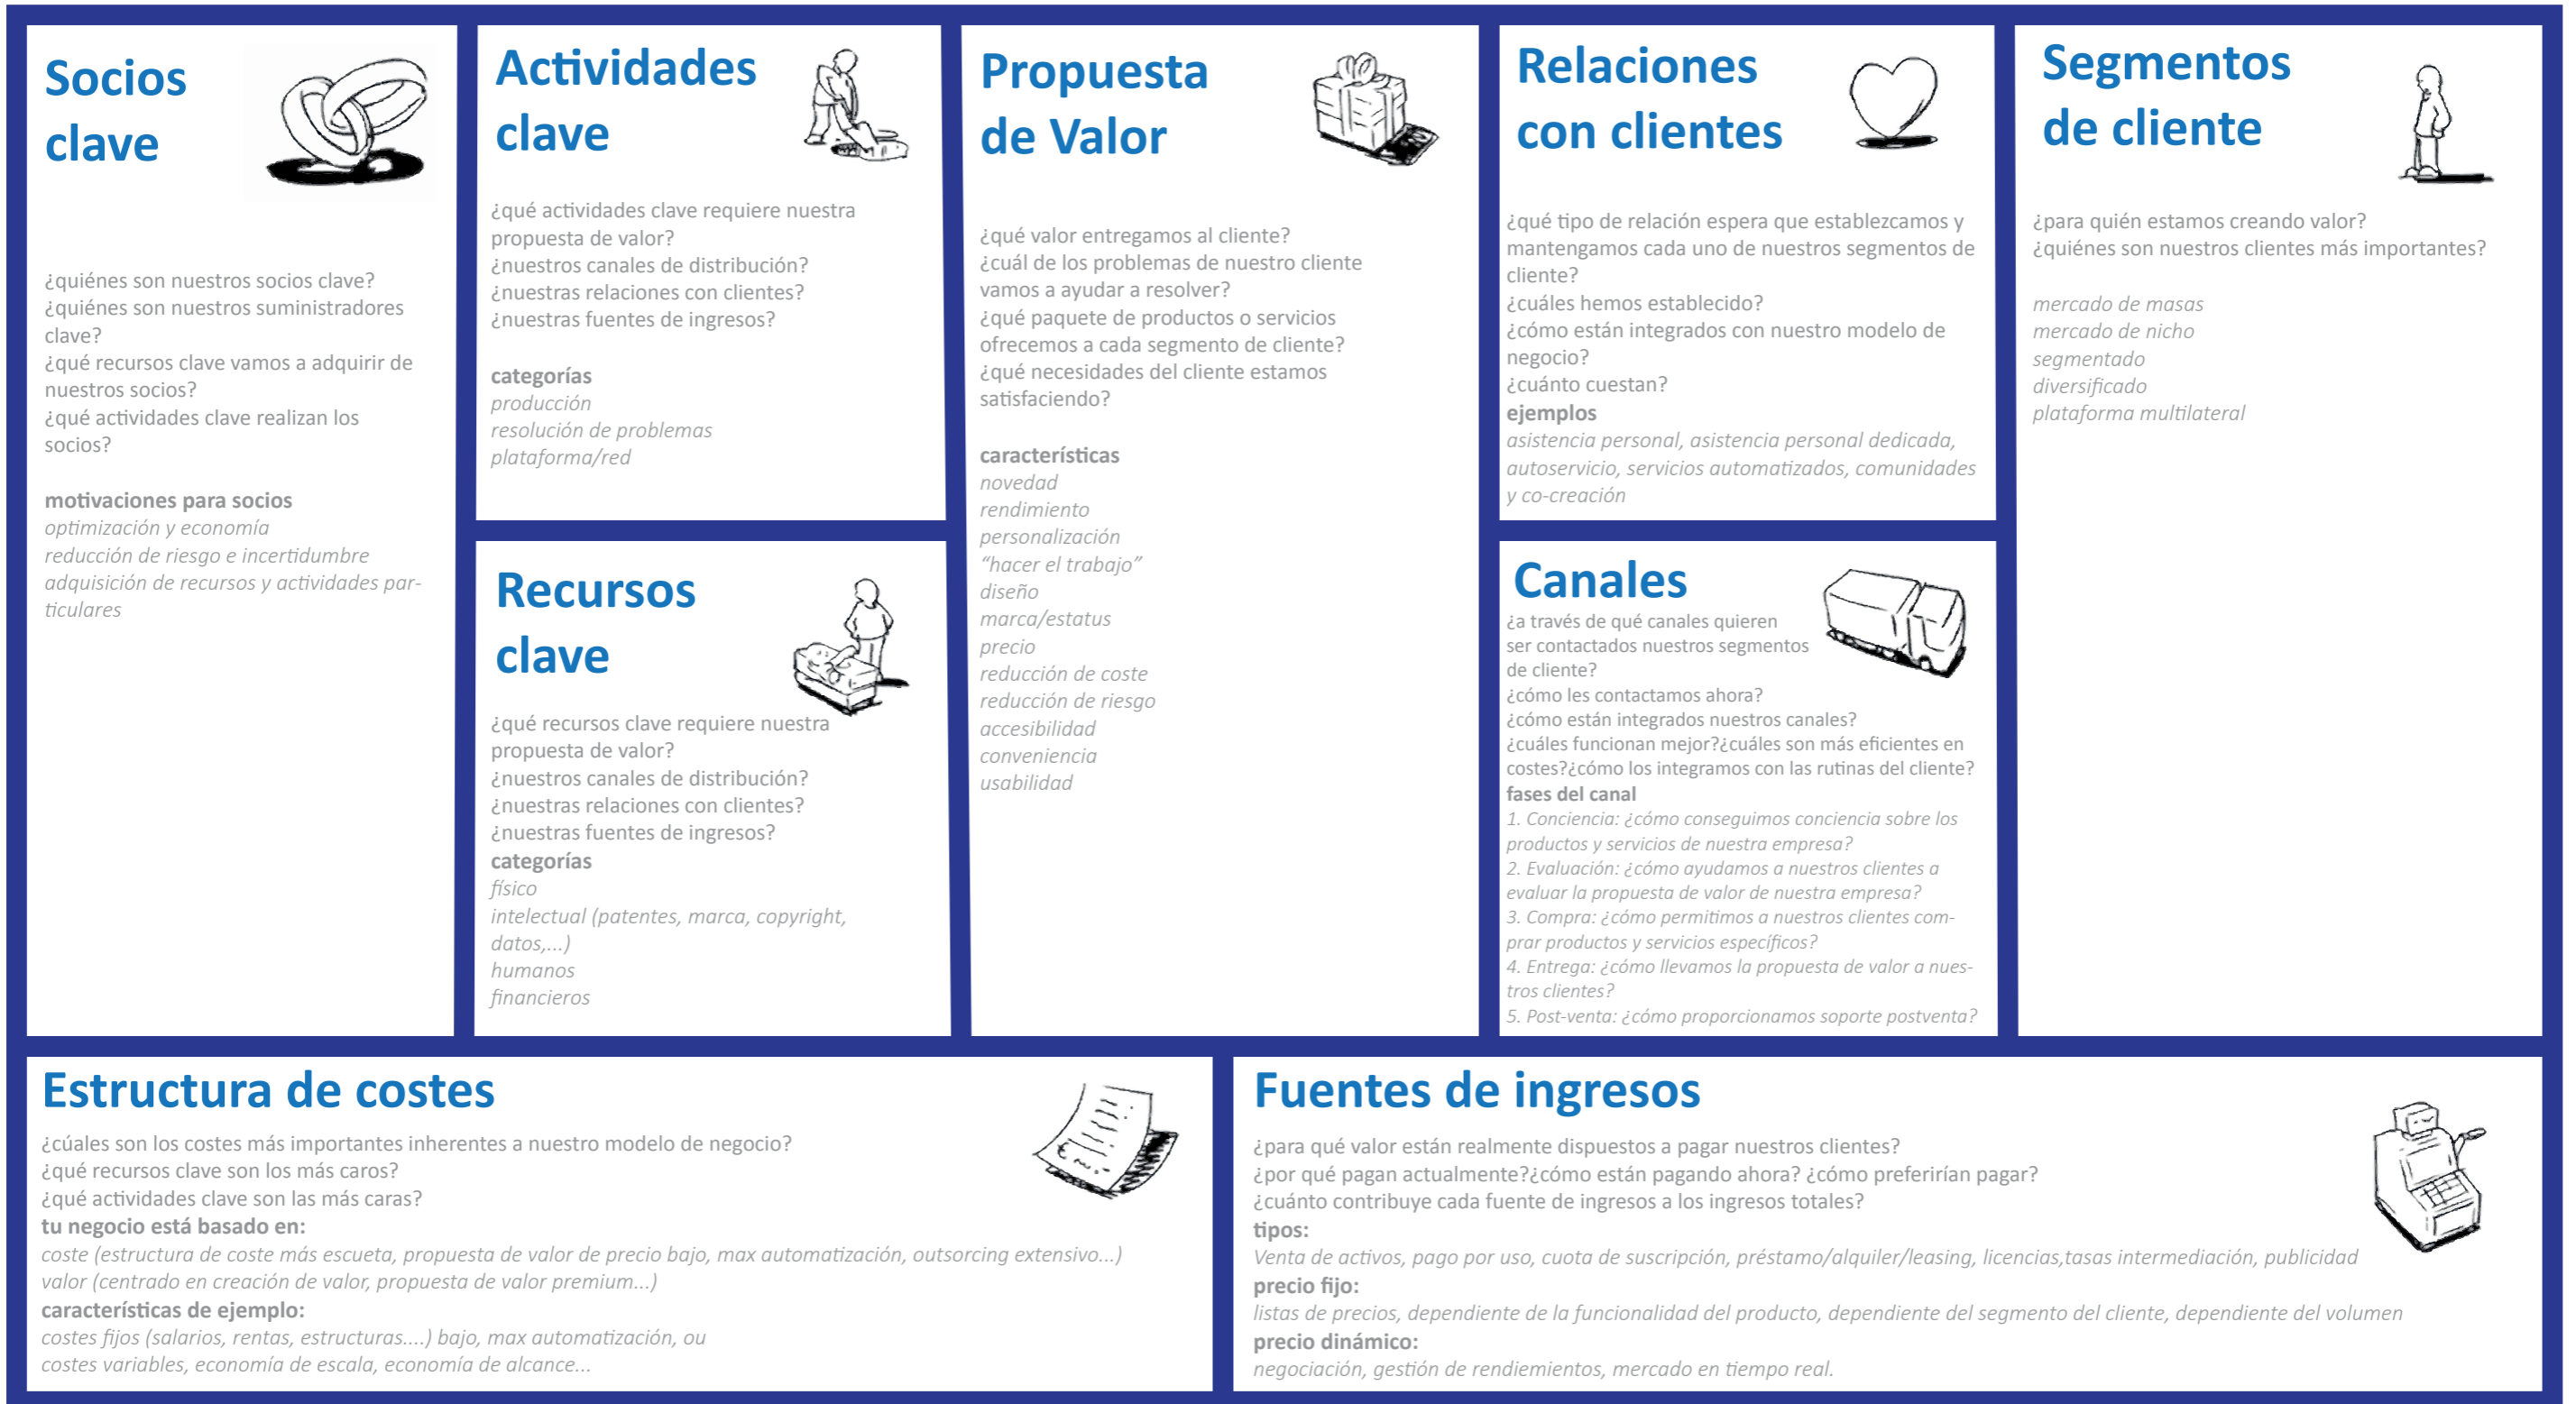 Socios
clave
¿quiénes son nuestros socios clave?
¿quiénes son nuestros suministradores
clave?
¿qué recursos clave vamos a adquirir de
nuestros socios?
¿qué actividades clave realizan los
socios?
motivaciones para socios
optimización y economía
reducción de riesgo e incertidumbre
adquisición de recursos y actividades par-
ticulares
Actividades
clave
¿qué actividades clave requiere nuestra
propuesta de valor?
¿nuestros canales de distribución?
¿nuestras relaciones con clientes?
¿nuestras fuentes de ingresos?
categorías
producción
resolución de problemas
plataforma/red
Recursos
clave
¿qué recursos clave requiere nuestra
propuesta de valor?
¿nuestros canales de distribución?
¿nuestras relaciones con clientes?
¿nuestras fuentes de ingresos?
categorías
físico
intelectual (patentes, marca, copyright,
datos,...)
humanos
financieros
Propuesta
de Valor
¿qué valor entregamos al cliente?
¿cuál de los problemas de nuestro cliente
vamos a ayudar a resolver?
¿qué paquete de productos o servicios
ofrecemos a cada segmento de cliente?
¿qué necesidades del cliente estamos
satisfaciendo?
características
novedad
rendimiento
personalización
“hacer el trabajo”
diseño
marca/estatus
precio
reducción de coste
reducción de riesgo
accesibilidad
conveniencia
usabilidad
Relaciones
con clientes
¿qué tipo de relación espera que establezcamos y
mantengamos cada uno de nuestros segmentos de
cliente?
¿cuáles hemos establecido?
¿cómo están integrados con nuestro modelo de
negocio?
¿cuánto cuestan?
ejemplos
asistencia personal, asistencia personal dedicada,
autoservicio, servicios automatizados, comunidades
y co-creación
Canales
¿a través de qué canales quieren
ser contactados nuestros segmentos
de cliente?
¿cómo les contactamos ahora?
¿cómo están integrados nuestros canales?
¿cuáles funcionan mejor?¿cuáles son más eficientes en
costes?¿cómo los integramos con las rutinas del cliente?
fases del canal
1. Conciencia: ¿cómo conseguimos conciencia sobre los
productos y servicios de nuestra empresa?
2. Evaluación: ¿cómo ayudamos a nuestros clientes a
evaluar la propuesta de valor de nuestra empresa?
3. Compra: ¿cómo permitimos a nuestros clientes com-
prar productos y servicios específicos?
4. Entrega: ¿cómo llevamos la propuesta de valor a nues-
tros clientes?
5. Post-venta: ¿cómo proporcionamos soporte postventa?
Segmentos
de cliente
¿para quién estamos creando valor?
¿quiénes son nuestros clientes más importantes?
mercado de masas
mercado de nicho
segmentado
diversificado
plataforma multilateral
Estructura de costes
¿cúales son los costes más importantes inherentes a nuestro modelo de negocio?
¿qué recursos clave son los más caros?
¿qué actividades clave son las más caras?
tu negocio está basado en:
coste (estructura de coste más escueta, propuesta de valor de precio bajo, max automatización, outsorcing extensivo...)
valor (centrado en creación de valor, propuesta de valor premium...)
características de ejemplo:
costes fijos (salarios, rentas, estructuras....) bajo, max automatización, ou
costes variables, economía de escala, economía de alcance...
Fuentes de ingresos
¿para qué valor están realmente dispuestos a pagar nuestros clientes?
¿por qué pagan actualmente?¿cómo están pagando ahora? ¿cómo preferirían pagar?
¿cuánto contribuye cada fuente de ingresos a los ingresos totales?
tipos:
Venta de activos, pago por uso, cuota de suscripción, préstamo/alquiler/leasing, licencias,tasas intermediación, publicidad
precio fijo:
listas de precios, dependiente de la funcionalidad del producto, dependiente del segmento del cliente, dependiente del volumen
precio dinámico:
negociación, gestión de rendiemientos, mercado en tiempo real.